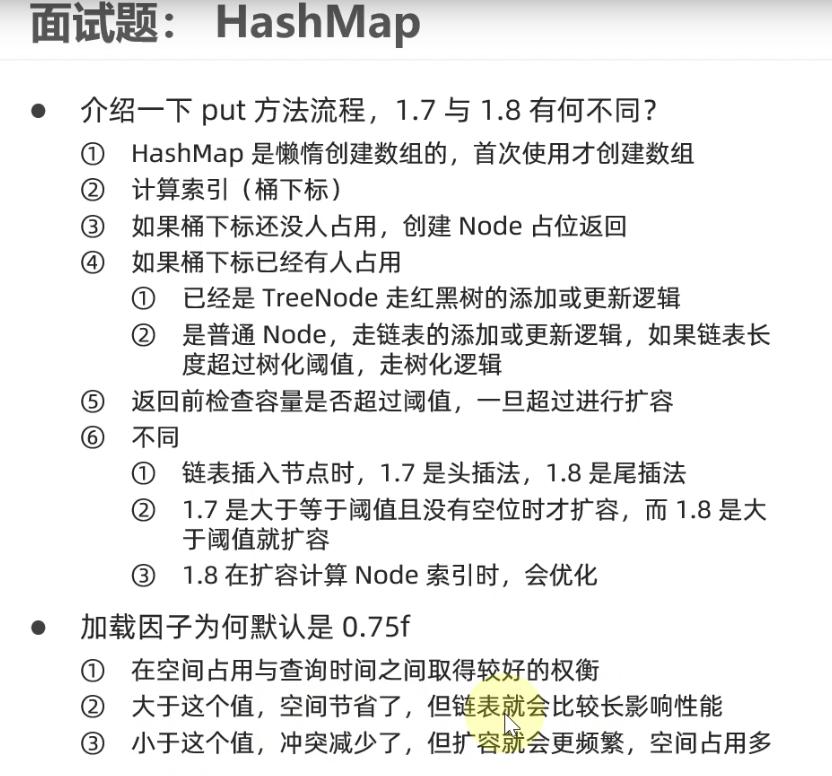 面试题： HashMap
● 介绍一下 put 方法流程，1.7 与 1.8 有何不同？
① HashMap 是懒惰创建数组的，首次使用才创建数组
② 计算索引（桶下标）
③ 如果桶下标还没人占用，创建 Node 占位返回
④ 如果桶下标已经有人占用
① 已经是 TreeNode 走红黑树的添加或更新逻辑
② 是普通 Node，走链表的添加或更新逻辑，如果链表长
度超过树化阈值，走树化逻辑
⑤ 返回前检查容量是否超过阈值，一旦超过进行扩容
⑥ 不同
① 链表插入节点时，1.7 是头插法，1.8 是尾插法
② 1.7 是大于等于阈值且没有空位时才扩容，而 1.8 是大
于阈值就扩容
③ 1.8 在扩容计算 Node 索引时，会优化
● 加载因子为何默认是 0.75f
① 在空间占用与查询时间之间取得较好的权衡
② 大于这个值，空间节省了，但链表就会比较长影响性能
③ 小于这个值，冲突减少了，但扩容就会更频繁，空间占用多